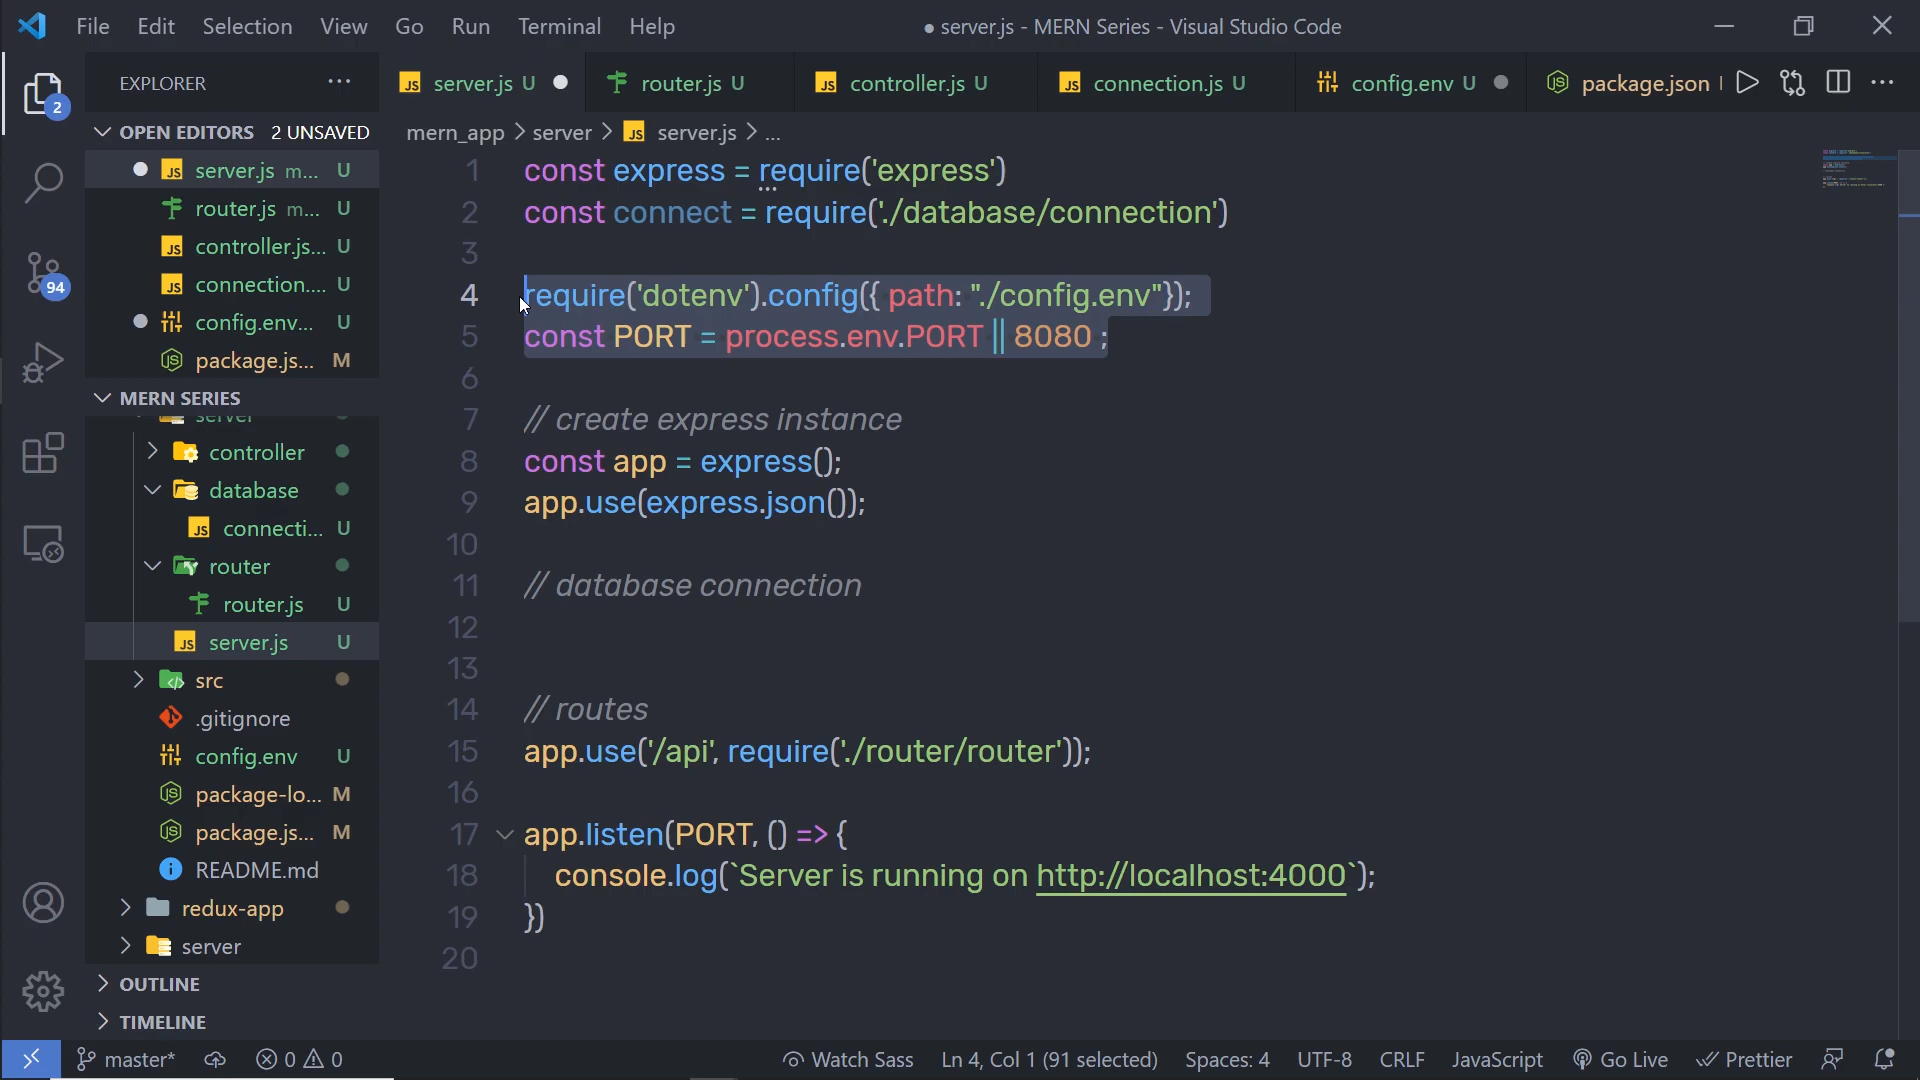 File Edit Selection View Go Run Terminal Help
● server.js - MERN Series - Visual Studio Code
EXPLORER ...
server.js U
router.js U
controller.js U
connection.js U
config.env U
package.json
OPEN EDITORS 2 UNSAVED
mern_app > server > JS server.js > ...
server.js m... U
router.js m... U
controller.js... U
connection.... U
config.env... U
package.js... M
MERN SERIES
server
controller
database
connecti... U
router
router.js U
server.js U
src
.gitignore
config.env U
package-lo... M
package.js... M
README.md
redux-app
server
OUTLINE
TIMELINE
2
94
1 const express = require('express')
2 const connect = require('./database/connection')
3
4 require('dotenv').config({ path: "./config.env"});
5 const PORT = process.env.PORT || 8080 ;
6
7 // create express instance
8 const app = express();
9 app.use(express.json());
10
11 // database connection
12
13
14 // routes
15 app.use('/api', require('./router/router'));
16
17 app.listen(PORT, () => {
18 console.log(`Server is running on http://localhost:4000`);
19 })
20
master* 0 0 Watch Sass Ln 4, Col 1 (91 selected) Spaces: 4 UTF-8 CRLF JavaScript Go Live Prettier